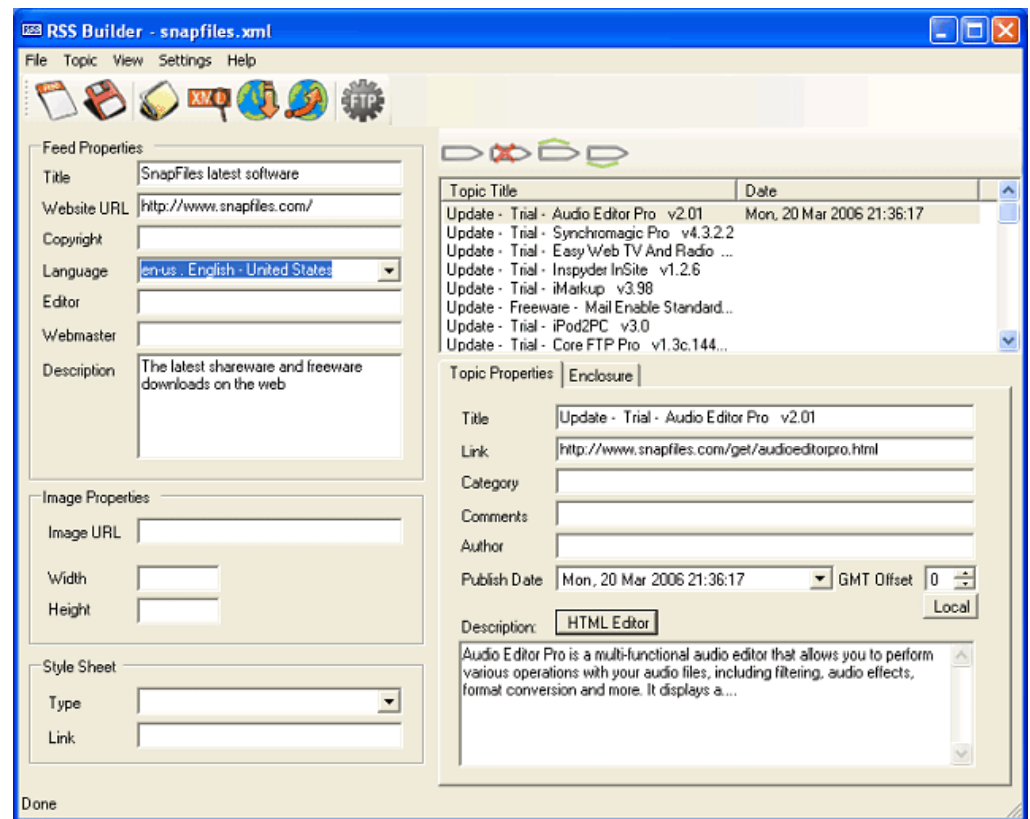 RSS RSS Builder - snapfiles.xml
File Topic View Settings Help
XML FTP
Feed Properties
Title SnapFiles latest software
Website URL http://www.snapfiles.com/
Copyright
Language en-us . English - United States
Editor
Webmaster
Description The latest shareware and freeware
downloads on the web
Image Properties
Image URL
Width
Height
Style Sheet
Type
Link
Topic Title Date
Update - Trial - Audio Editor Pro v2.01 Mon, 20 Mar 2006 21:36:17
Update - Trial - Synchromagic Pro v4.3.2.2
Update - Trial - Easy Web TV And Radio ...
Update - Trial - Inspyder InSite v1.2.6
Update - Trial - iMarkup v3.98
Update - Freeware - Mail Enable Standard...
Update - Trial - iPod2PC v3.0
Update - Trial - Core FTP Pro v1.3c.144...
Topic Properties Enclosure
Title Update - Trial - Audio Editor Pro v2.01
Link http://www.snapfiles.com/get/audioeditorpro.html
Category
Comments
Author
Publish Date Mon, 20 Mar 2006 21:36:17 GMT Offset 0
Local
Description: HTML Editor
Audio Editor Pro is a multi-functional audio editor that allows you to perform
various operations with your audio files, including filtering, audio effects,
format conversion and more. It displays a....
Done